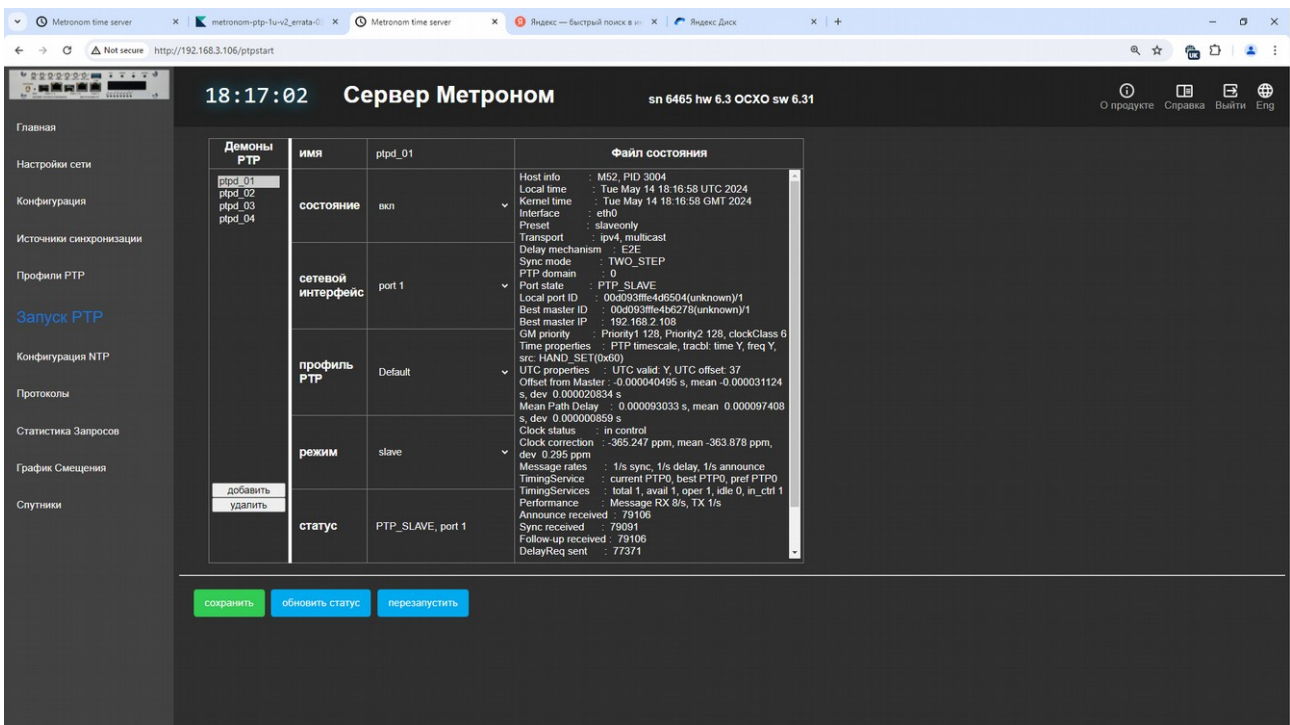 Metronom time server
metronom-ptp-1u-v2_errata-0
Metronom time server
Яндекс — быстрый поиск в и
Яндекс Диск
Not secure http://192.168.3.106/ptpstart
UK
18:17:02 Сервер Метроном sn 6465 hw 6.3 OCXO sw 6.31
О продукте Справка Выйти Eng
Главная
Настройки сети
Конфигурация
Источники синхронизации
Профили PTP
Запуск PTP
Конфигурация NTP
Протоколы
Статистика Запросов
График Смещения
Спутники
Демоны
PTP
ptpd_01
ptpd_02
ptpd_03
ptpd_04
добавить
удалить
имя ptpd_01
состояние вкл
сетевой
интерфейс port 1
профиль
PTP Default
режим slave
статус PTP_SLAVE, port 1
Файл состояния
Host info : M52, PID 3004
Local time : Tue May 14 18:16:58 UTC 2024
Kernel time : Tue May 14 18:16:58 GMT 2024
Interface : eth0
Preset : slaveonly
Transport : ipv4, multicast
Delay mechanism : E2E
Sync mode : TWO_STEP
PTP domain : 0
Port state : PTP_SLAVE
Local port ID : 00d093fffe4d6504(unknown)/1
Best master ID : 00d093fffe4b6278(unknown)/1
Best master IP : 192.168.2.108
GM priority : Priority1 128, Priority2 128, clockClass 6
Time properties : PTP timescale, tracbl: time Y, freq Y,
src: HAND_SET(0x60)
UTC properties : UTC valid: Y, UTC offset: 37
Offset from Master : -0.000040495 s, mean -0.000031124
s, dev 0.000020834 s
Mean Path Delay : 0.000093033 s, mean 0.000097408
s, dev 0.000000859 s
Clock status : in control
Clock correction : -365.247 ppm, mean -363.878 ppm,
dev 0.295 ppm
Message rates : 1/s sync, 1/s delay, 1/s announce
TimingService : current PTP0, best PTP0, pref PTP0
TimingServices : total 1, avail 1, oper 1, idle 0, in_ctrl 1
Performance : Message RX 8/s, TX 1/s
Announce received : 79106
Sync received : 79091
Follow-up received : 79106
DelayReq sent : 77371
сохранить обновить статус перезапустить